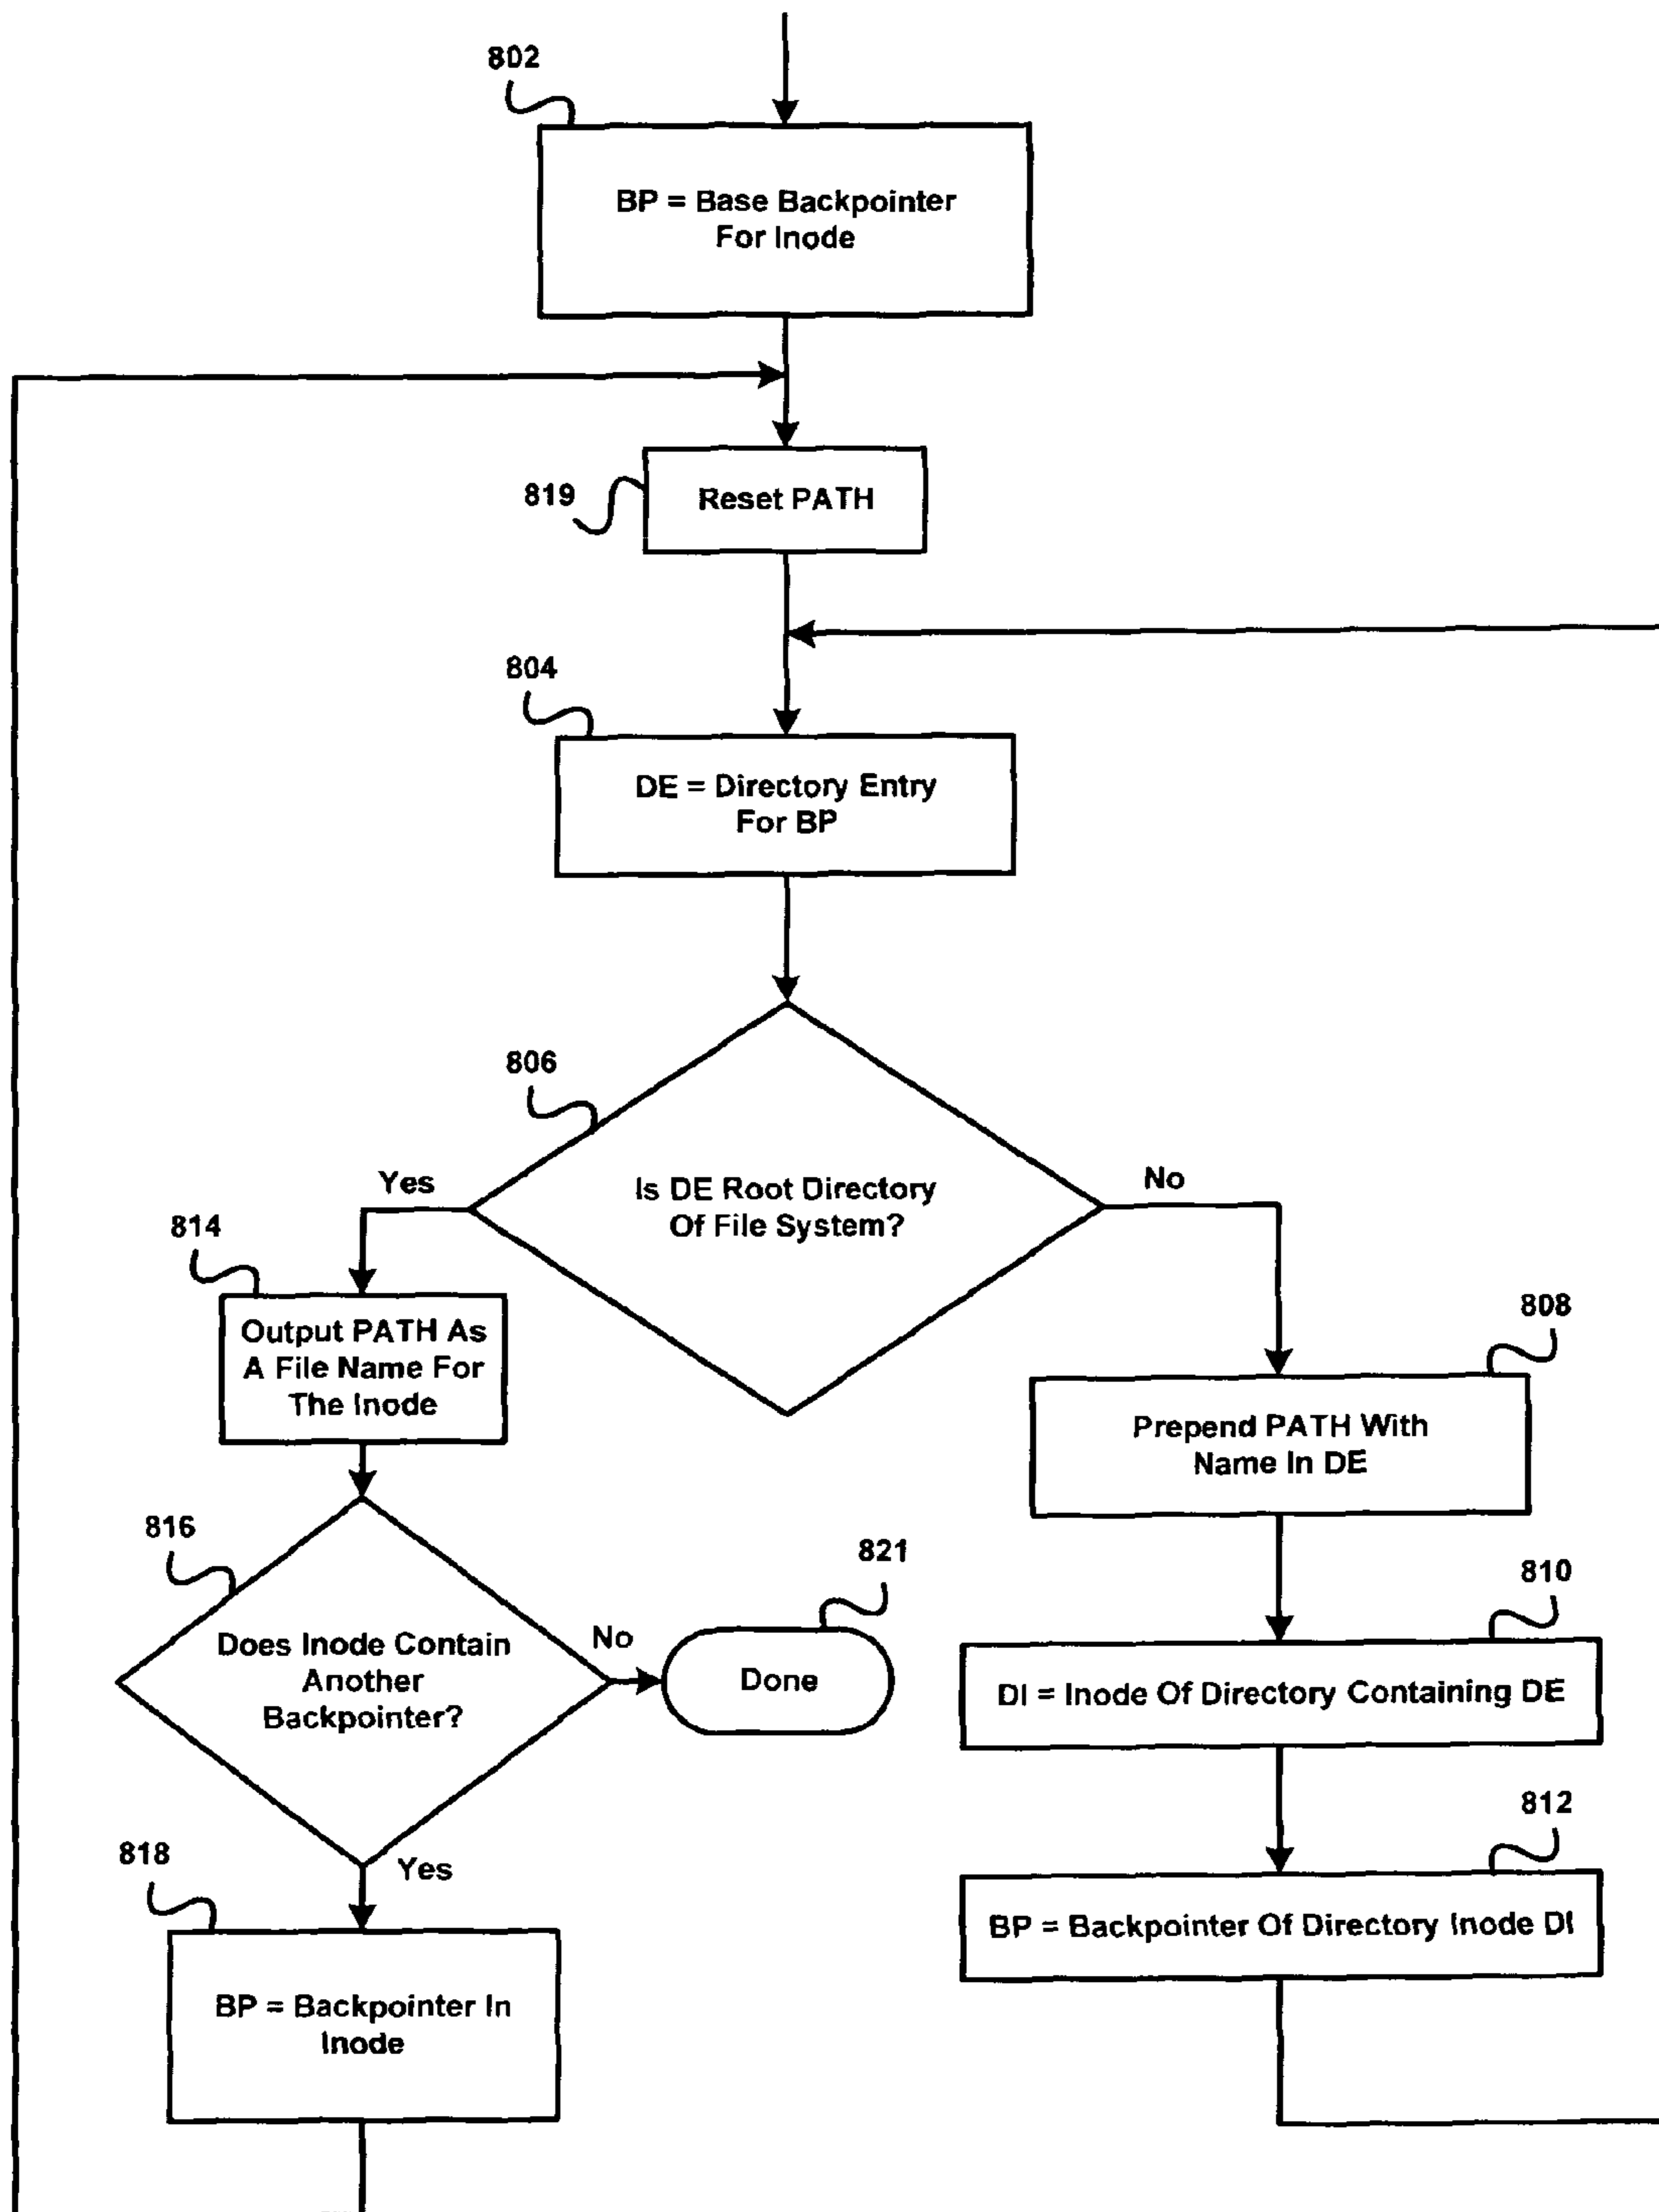 802
BP = Base Backpointer
For Inode
819
Reset PATH
804
DE = Directory Entry
For BP
806
Is DE Root Directory
Of File System?
Yes
No
814
Output PATH As
A File Name For
The Inode
808
Prepend PATH With
Name In DE
816
Does Inode Contain
Another
Backpointer?
No
821
Done
810
DI = Inode Of Directory Containing DE
812
BP = Backpointer Of Directory Inode DI
Yes
818
BP = Backpointer In
Inode